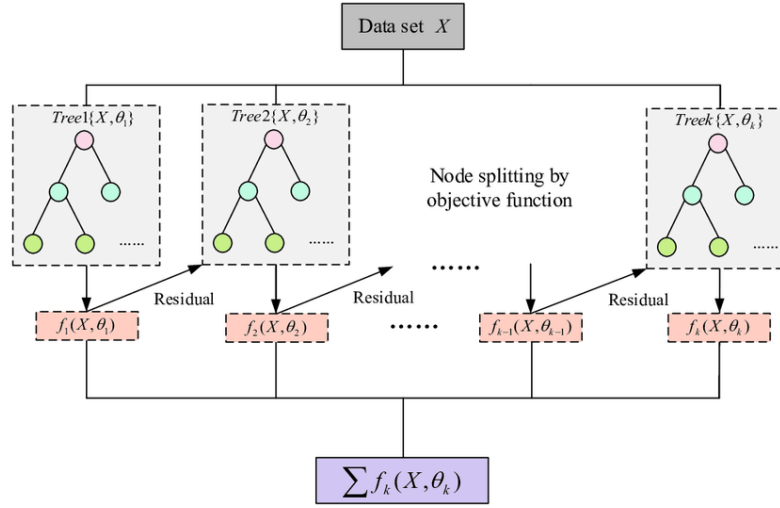 Data set X
Tree1{X,θ₁}
Tree2{X,θ₂}
Treek{X,θₖ}
Node splitting by
objective function
......
......
......
......
Residual
Residual
Residual
f₁(X,θ₁)
f₂(X,θ₂)
......
fₖ₋₁(X,θₖ₋₁)
fₖ(X,θₖ)
∑ fₖ(X,θₖ)